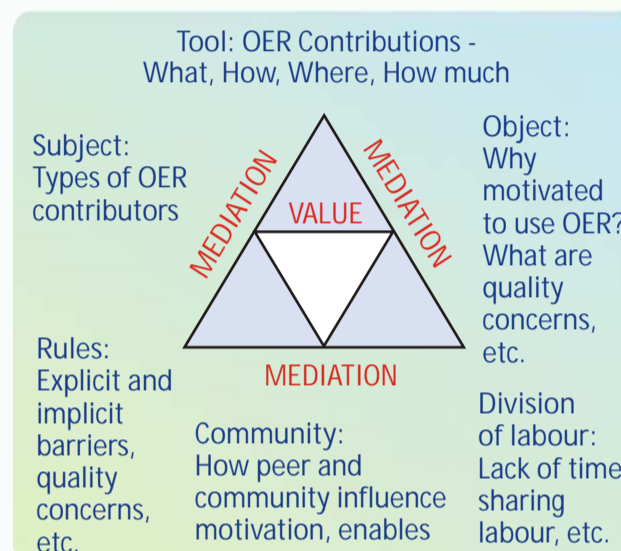 Tool: OER Contributions -
What, How, Where, How much
Subject:
Types of OER
contributors
MEDIATION
VALUE
MEDIATION
Object:
Why
motivated
to use OER?
What are
quality
concerns,
etc.
Rules:
Explicit and
implicit
barriers,
quality
concerns,
etc.
MEDIATION
Community:
How peer and
community influence
motivation, enables
Division
of labour:
Lack of time
sharing
labour, etc.